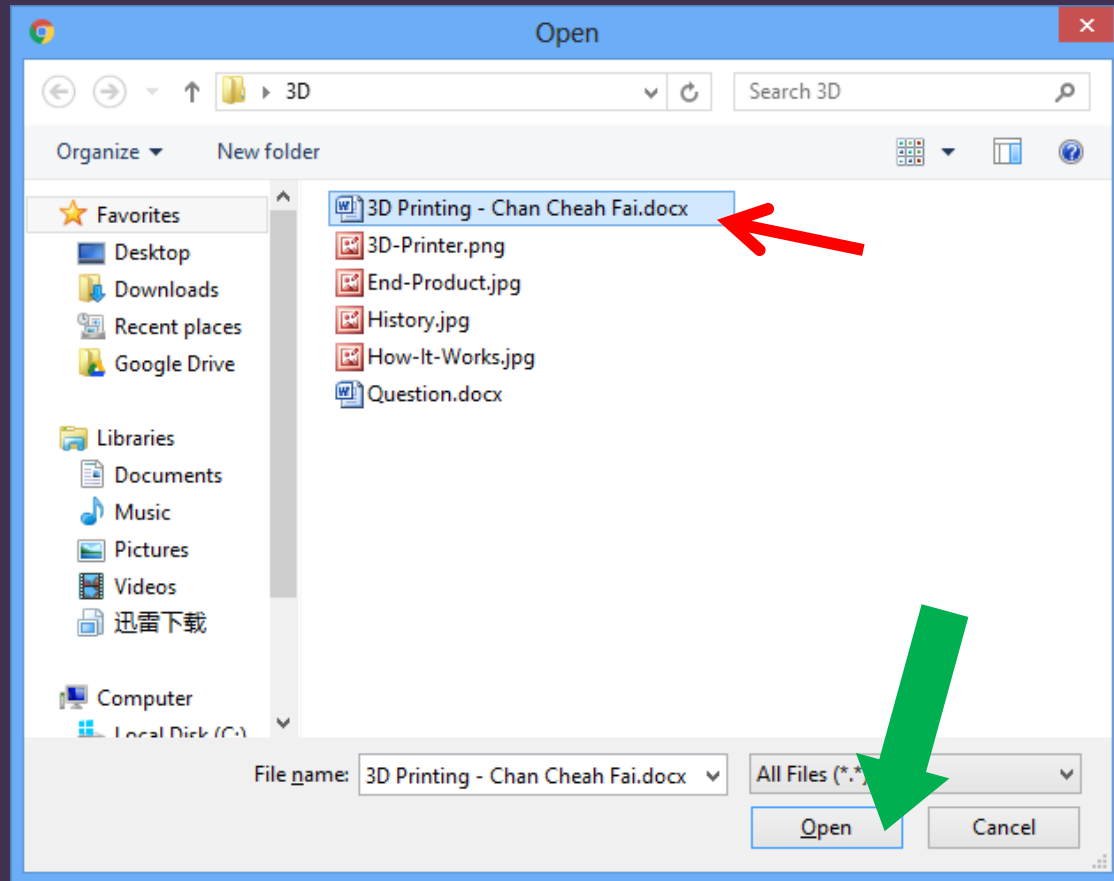 Open
3D
Search 3D
Organize
New folder
Favorites
Desktop
Downloads
Recent places
Google Drive
Libraries
Documents
Music
Pictures
Videos
迅雷下载
Computer
Local Disk (C:)
3D Printing - Chan Cheah Fai.docx
3D-Printer.png
End-Product.jpg
History.jpg
How-It-Works.jpg
Question.docx
File name: 3D Printing - Chan Cheah Fai.docx
All Files (*.*)
Open
Cancel